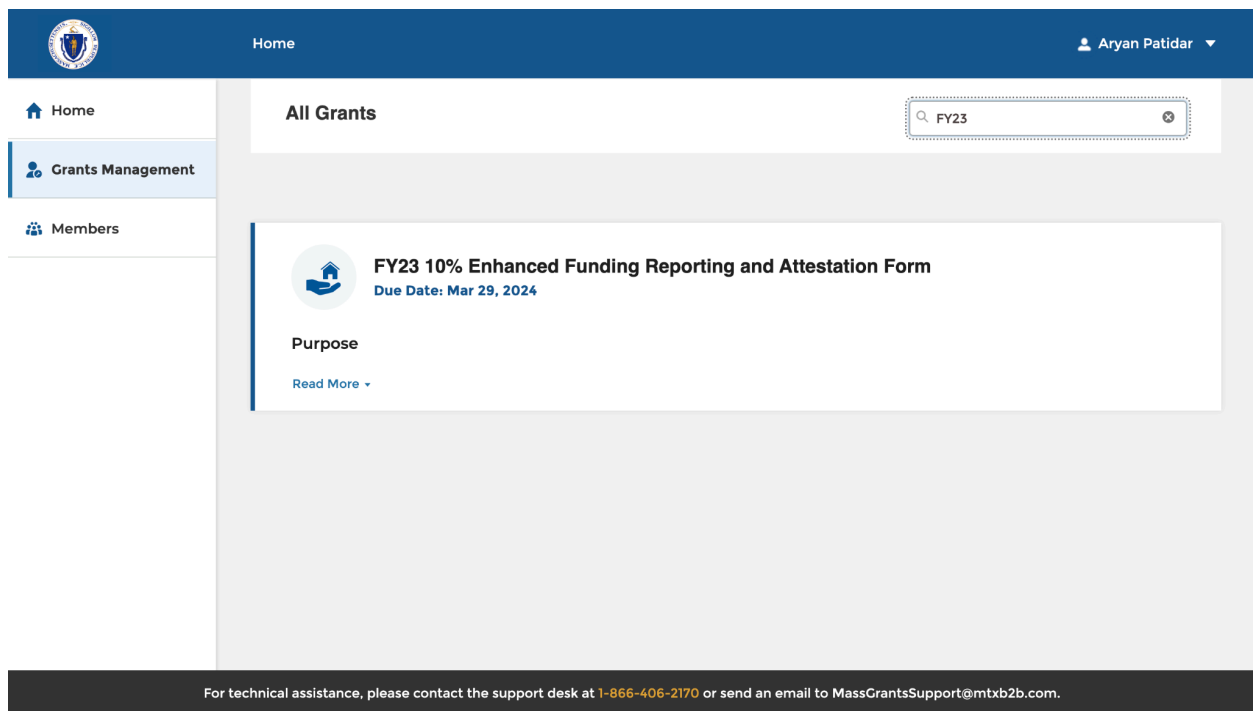 Home
Aryan Patidar
Home
All Grants
FY23
Grants Management
Members
FY23 10% Enhanced Funding Reporting and Attestation Form
Due Date: Mar 29, 2024
Purpose
Read More
For technical assistance, please contact the support desk at 1-866-406-2170 or send an email to MassGrantsSupport@mtxb2b.com.